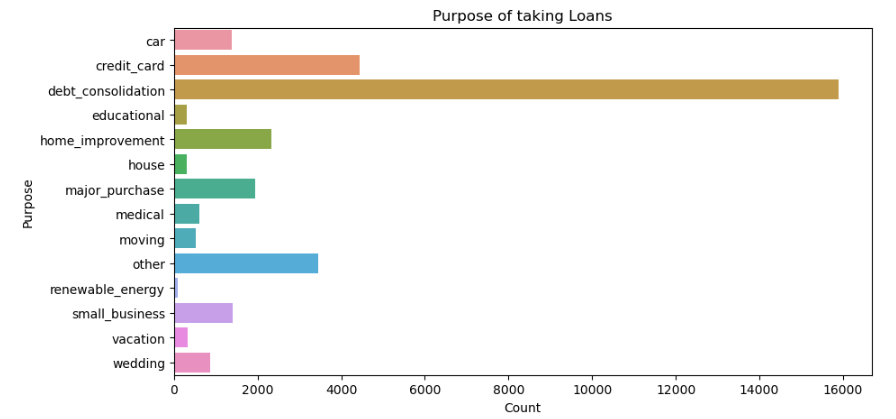 Purpose of taking Loans
Purpose
car
credit_card
debt_consolidation
educational
home_improvement
house
major_purchase
medical
moving
other
renewable_energy
small_business
vacation
wedding
0 2000 4000 6000 8000 10000 12000 14000 16000
Count